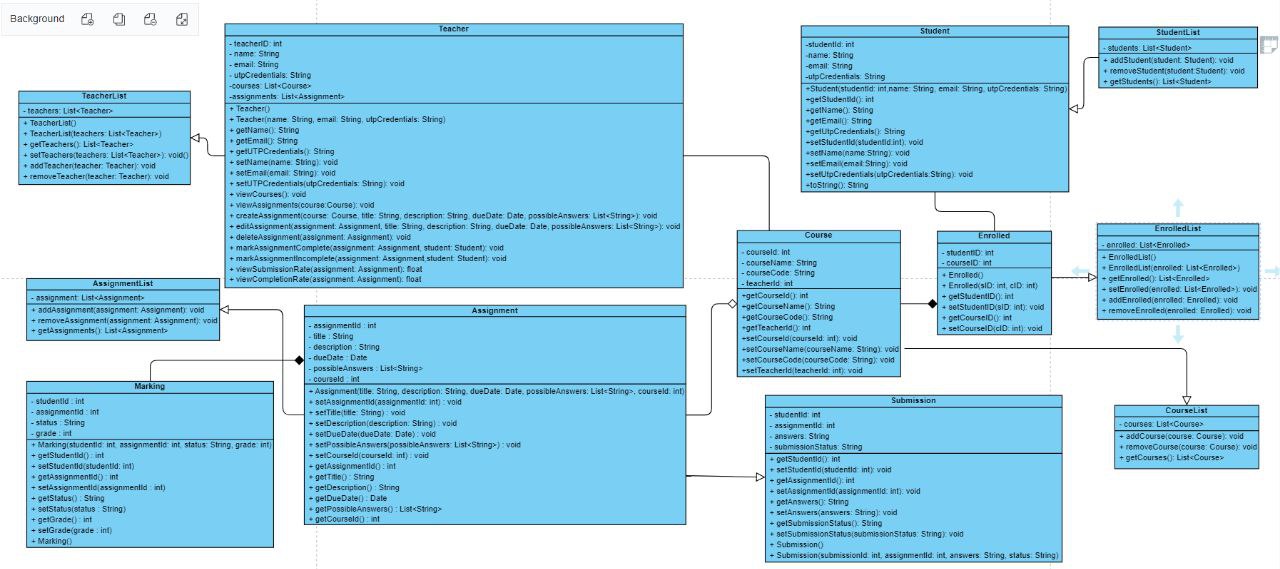 Background
Teacher
- teacherID: int
- name: String
- email: String
- utpCredentials: String
-courses: List<Course>
-assignments: List<Assignment>
+ Teacher()
+ Teacher(name: String, email: String, utpCredentials: String)
+ getName(): String
+ getEmail(): String
+ getUTPCredentials(): String
+ setName(name: String): void
+ setEmail(email: String): void
+ setUTPCredentials(utpCredentials: String): void
+ viewCourses(): void
+ viewAssignments(course:Course): void
+ createAssignment(course: Course, title: String, description: String, dueDate: Date, possibleAnswers: List<String>): void
+ editAssignment(assignment: Assignment, title: String, description: String, dueDate: Date, possibleAnswers: List<String>): void
+ deleteAssignment(assignment: Assignment): void
+ markAssignmentComplete(assignment: Assignment, student: Student): void
+ markAssignmentIncomplete(assignment: Assignment,student: Student): void
+ viewSubmissionRate(assignment: Assignment): float
+ viewCompletionRate(assignment: Assignment): float
Student
-studentId: int
-name: String
-email: String
-utpCredentials: String
+Student(studentId: int,name: String, email: String, utpCredentials: String)
+getStudentId(): int
+getName(): String
+getEmail(): String
+getUtpCredentials(): String
+setStudentId(studentId:int): void
+setName(name:String): void
+setEmail(email:String): void
+setUtpCredentials(utpCredentials:String): void
+toString(): String
StudentList
- students: List<Student>
+ addStudent(student: Student): void
+ removeStudent(student:Student): void
+ getStudents(): List<Student>
TeacherList
- teachers: List<Teacher>
+ TeacherList()
+ TeacherList(teachers: List<Teacher>)
+ getTeachers(): List<Teacher>
+ setTeachers(teachers: List<Teacher>): void()
+ addTeacher(teacher: Teacher): void
+ removeTeacher(teacher: Teacher): void
Course
- courseId: int
- courseName: String
- courseCode: String
- teacherId: int
+getCourseId(): int
+getCourseName(): String
+getCourseCode(): String
+getTeacherId(): int
+setCourseId(courseId: int): void
+setCourseName(courseName: String): void
+setCourseCode(courseCode: String): void
+setTeacherId(teacherId: int): void
Enrolled
- studentID: int
- courseID: int
+ Enrolled()
+ Enrolled(sID: int, cID: int)
+ getStudentID(): int
+ setStudentID(sID: int): void
+ getCourseID(): int
+ setCourseID(cID: int): void
EnrolledList
- enrolled: List<Enrolled>
+ EnrolledList()
+ EnrolledList(enrolled: List<Enrolled>)
+ getEnrolled(): List<Enrolled>
+ setEnrolled(enrolled: List<Enrolled>): void
+ addEnrolled(enrolled: Enrolled): void
+ removeEnrolled(enrolled: Enrolled): void
AssignmentList
- assignment: List<Assignment>
+ addAssignment(assignment: Assignment): void
+ removeAssignment(assignment: Assignment): void
+ getAssignments(): List<Assignment>
Assignment
- assignmentId : int
- title : String
- description : String
- dueDate : Date
- possibleAnswers : List<String>
- courseId : int
+ Assignment(title: String, description: String, dueDate: Date, possibleAnswers: List<String>, courseId: int)
+ setAssignmentId(assignmentId: int) : void
+ setTitle(title: String) : void
+ setDescription(description: String) : void
+ setDueDate(dueDate: Date) : void
+ setPossibleAnswers(possibleAnswers: List<String>) : void
+ setCourseId(courseId: int) : void
+ getAssignmentId() : int
+ getTitle() : String
+ getDescription() : String
+ getDueDate() : Date
+ getPossibleAnswers() : List<String>
+ getCourseId() : int
Marking
- studentId : int
- assignmentId : int
- status : String
- grade : int
+ Marking(studentId: int, assignmentId: int, status: String, grade: int)
+ getStudentId() : int
+ setStudentId(studentId: int)
+ getAssignmentId() : int
+ setAssignmentId(assignmentId : int)
+ getStatus() : String
+ setStatus(status : String)
+ getGrade() : int
+ setGrade(grade : int)
+ Marking()
Submission
- studentId: int
- assignmentId: int
- answers: String
- submissionStatus: String
+ getStudentId(): int
+ setStudentId(studentId: int): void
+ getAssignmentId(): int
+ setAssignmentId(assignmentId: int): void
+ getAnswers(): String
+ setAnswers(answers: String): void
+ getSubmissionStatus(): String
+ setSubmissionStatus(submissionStatus: String): void
+ Submission()
+ Submission(submissionId: int, assignmentId: int, answers: String, status: String)
CourseList
- courses: List<Course>
+ addCourse(course: Course): void
+ removeCourse(course: Course): void
+ getCourses(): List<Course>